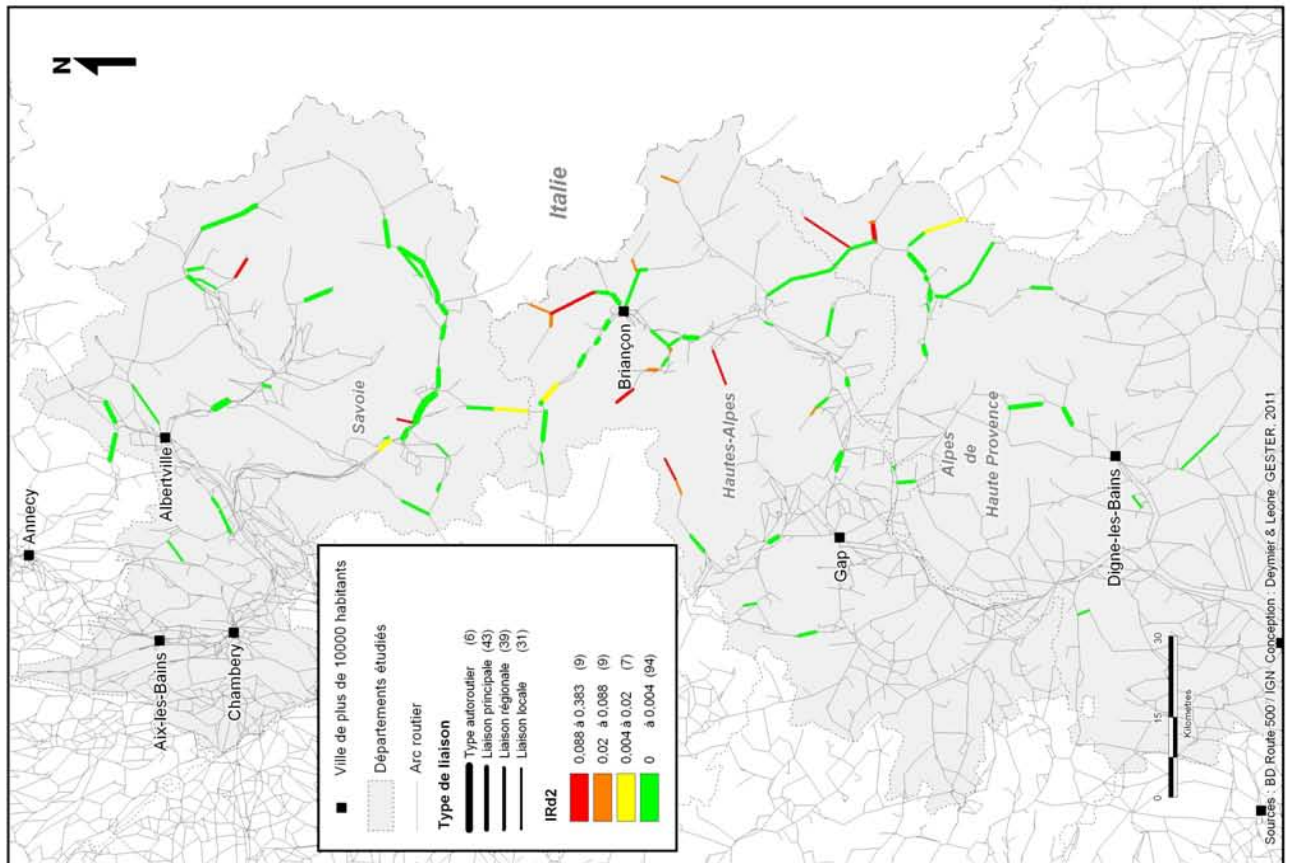 N
Annecy
Aix-les-Bains
Albertville
Chambery
Savoie
Italie
Briançon
Hautes-Alpes
Gap
Alpes
de
Haute Provence
Digne-les-Bains
Ville de plus de 10000 habitants
Départements étudiés
Arc routier
Type de liaison
Type autoroutier (6)
Liaison principale (43)
Liaison régionale (39)
Liaison locale (31)
IRd2
0,088 à 0,383 (9)
0,02 à 0,088 (9)
0,004 à 0,02 (7)
0 à 0,004 (94)
0 15 30
Kilometres
Sources : BD Route 500 / IGN Conception : Deymier & Leone GESTER, 2011